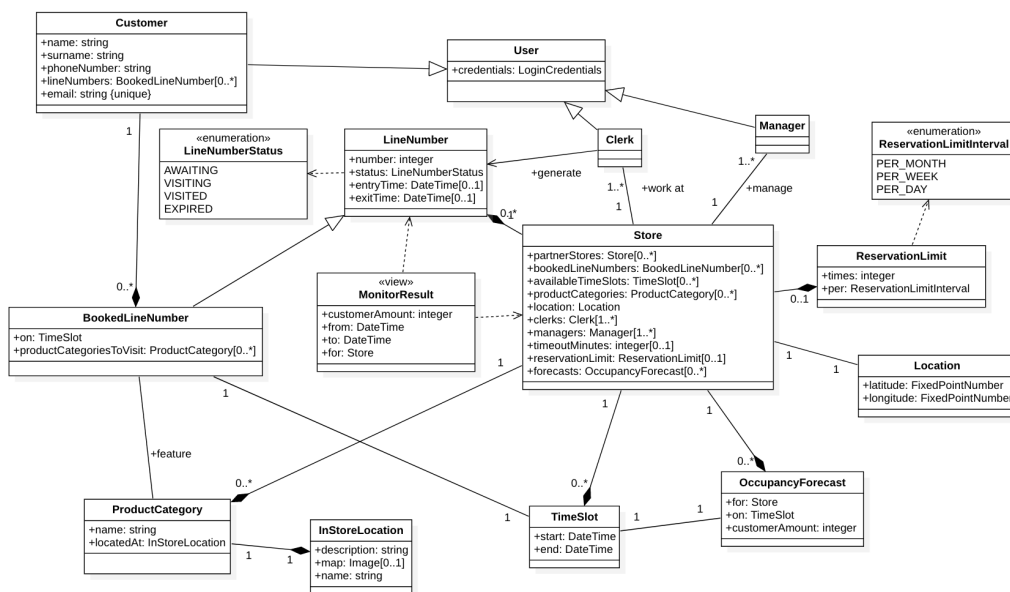 Customer
+name: string
+surname: string
+phoneNumber: string
+lineNumbers: BookedLineNumber[0..*]
+email: string {unique}
User
+credentials: LoginCredentials
Clerk
Manager
«enumeration»
LineNumberStatus
AWAITING
VISITING
VISITED
EXPIRED
LineNumber
+number: integer
+status: LineNumberStatus
+entryTime: DateTime[0..1]
+exitTime: DateTime[0..1]
«enumeration»
ReservationLimitInterval
PER_MONTH
PER_WEEK
PER_DAY
1
+generate
1..*
+work at
1
1..*
+manage
1
0..*
1
Store
+partnerStores: Store[0..*]
+bookedLineNumbers: BookedLineNumber[0..*]
+availableTimeSlots: TimeSlot[0..*]
+productCategories: ProductCategory[0..*]
+location: Location
+clerks: Clerk[1..*]
+managers: Manager[1..*]
+timeoutMinutes: integer[0..1]
+reservationLimit: ReservationLimit[0..1]
+forecasts: OccupancyForecast[0..*]
ReservationLimit
+times: integer
+per: ReservationLimitInterval
0..1
«view»
MonitorResult
+customerAmount: integer
+from: DateTime
+to: DateTime
+for: Store
0..*
BookedLineNumber
+on: TimeSlot
+productCategoriesToVisit: ProductCategory[0..*]
1
1
Location
+latitude: FixedPointNumber
+longitude: FixedPointNumber
1
1
1
1
+feature
0..*
0..*
0..*
ProductCategory
+name: string
+locatedAt: InStoreLocation
1
1
InStoreLocation
+description: string
+map: Image[0..1]
+name: string
1
TimeSlot
+start: DateTime
+end: DateTime
1
1
OccupancyForecast
+for: Store
+on: TimeSlot
+customerAmount: integer